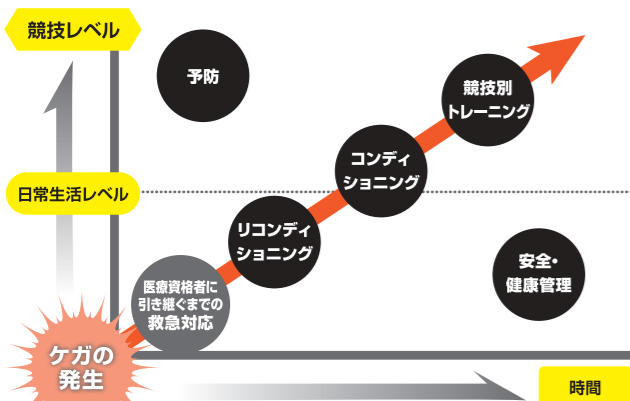 競技レベル
予防
競技別
トレーニング
コンディ
ショニング
日常生活レベル
リコンディ
ショニング
安全・
健康管理
医療資格者に
引き継ぐまでの
救急対応
ケガの
発生
時間